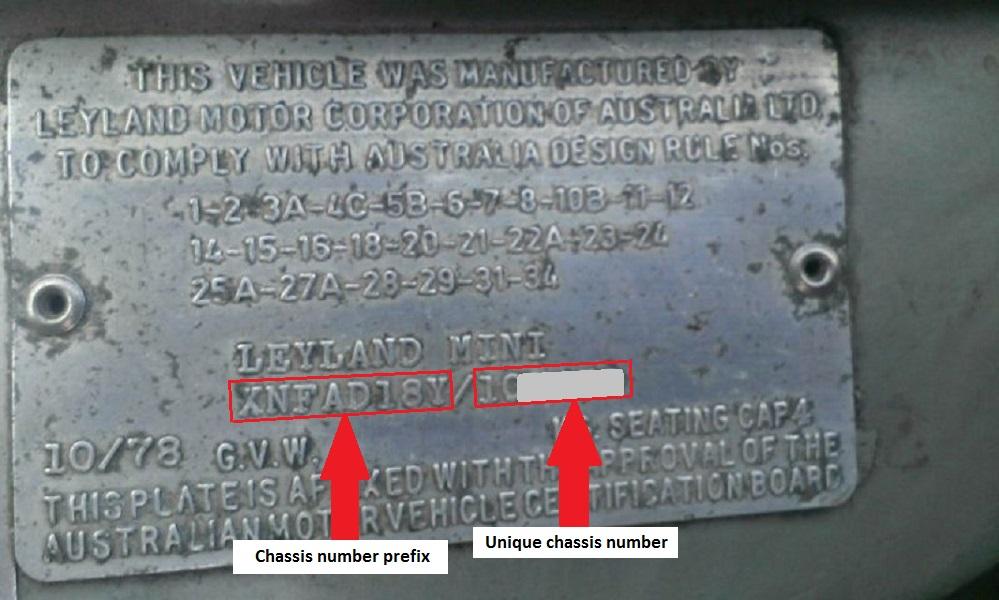 THIS VEHICLE WAS MANUFACTURED BY
LEYLAND MOTOR CORPORATION OF AUSTRALIA LTD.
TO COMPLY WITH AUSTRALIA DESIGN RULE Nos.
1-2-3A-4C-5B-6-7-8-10B-11-12
14-15-16-18-20-21-22A-23-24
25A-27A-28-29-31-34
LEYLAND MINI
XNFAD18Y/10
SEATING CAP.4
10/78 G.V.W.
THIS PLATE IS AFFIXED WITH THE APPROVAL OF THE
AUSTRALIAN MOTOR VEHICLE CERTIFICATION BOARD
Chassis number prefix
Unique chassis number